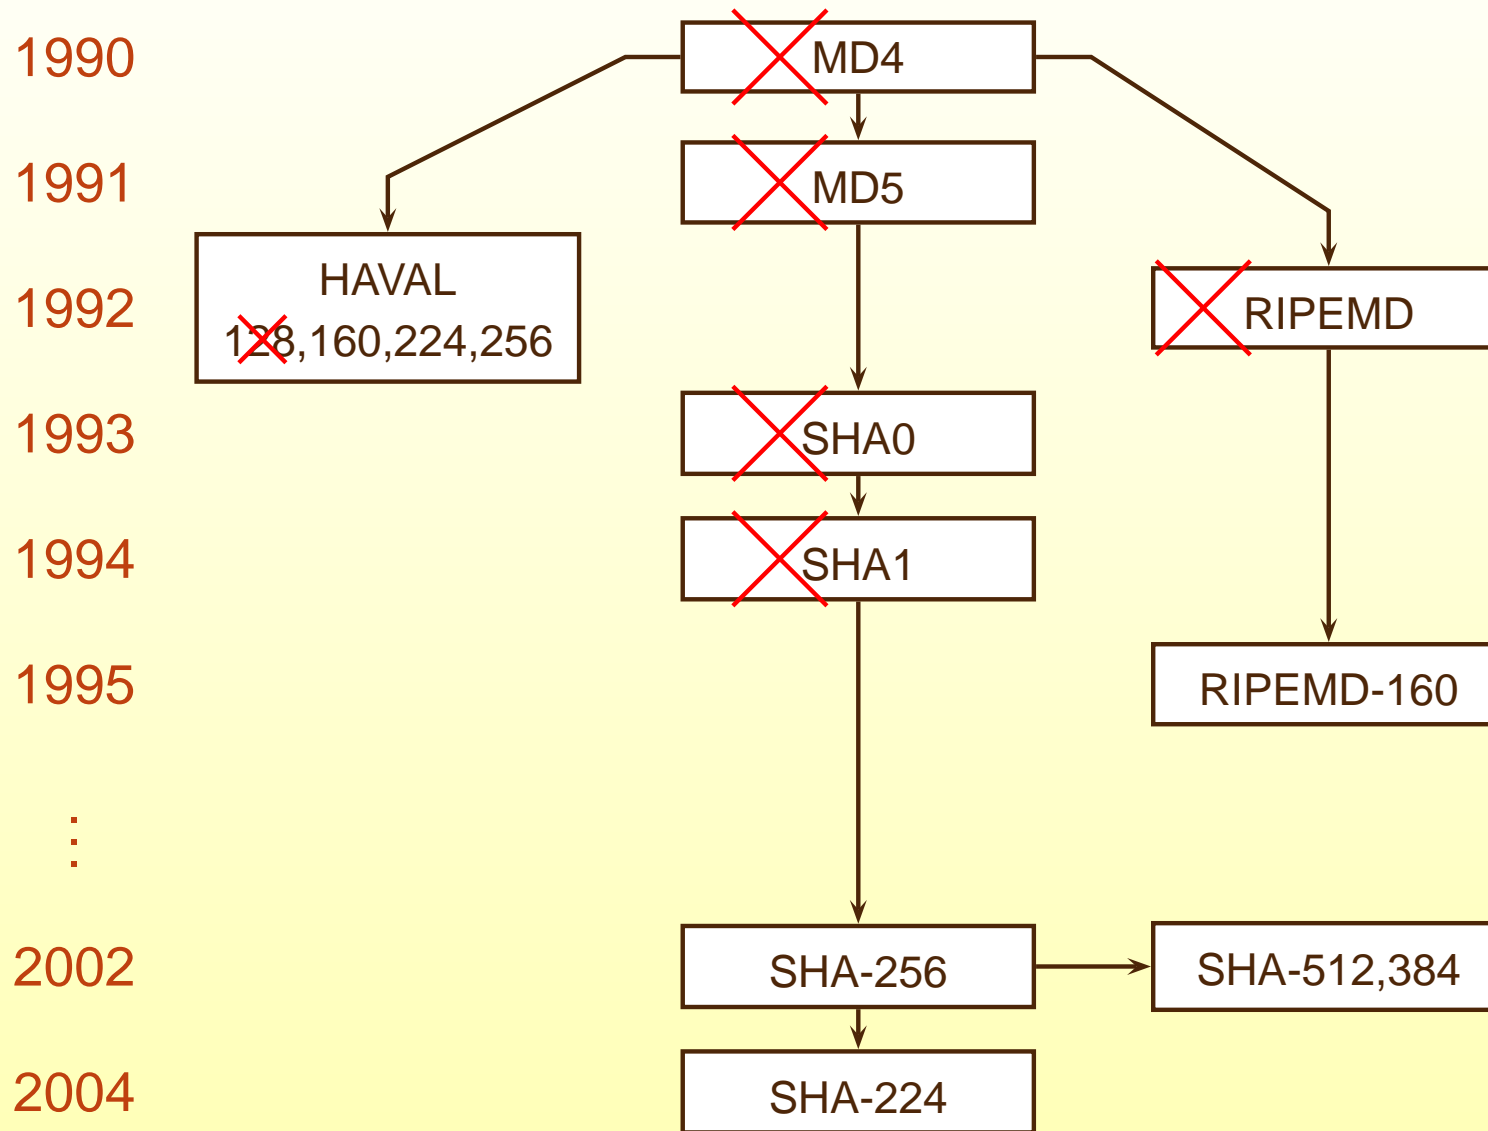 1990
MD4
1991
MD5
HAVAL
128,160,224,256
1992
RIPEMD
1993
SHA0
1994
SHA1
1995
RIPEMD-160
⋮
2002
SHA-256
SHA-512,384
2004
SHA-224